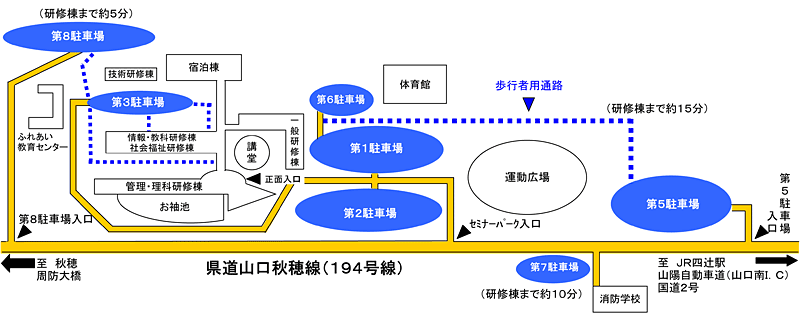 (研修棟まで約5分)
第8駐車場
技術研修棟
宿泊棟
第3駐車場
ふれあい
教育センター
情報・教科研修棟
社会福祉研修棟
一般研修棟
講堂
管理・理科研修棟
正面入口
お袖池
第8駐車場入口
第6駐車場
体育館
歩行者用通路
(研修棟まで約15分)
第1駐車場
第2駐車場
運動広場
第5駐車場
第5駐車場
入口
セミナーパーク入口
県道山口秋穂線(194号線)
至 秋穂
周防大橋
第7駐車場
(研修棟まで約10分)
消防学校
至 JR四辻駅
山陽自動車道(山口南I.C)
国道2号